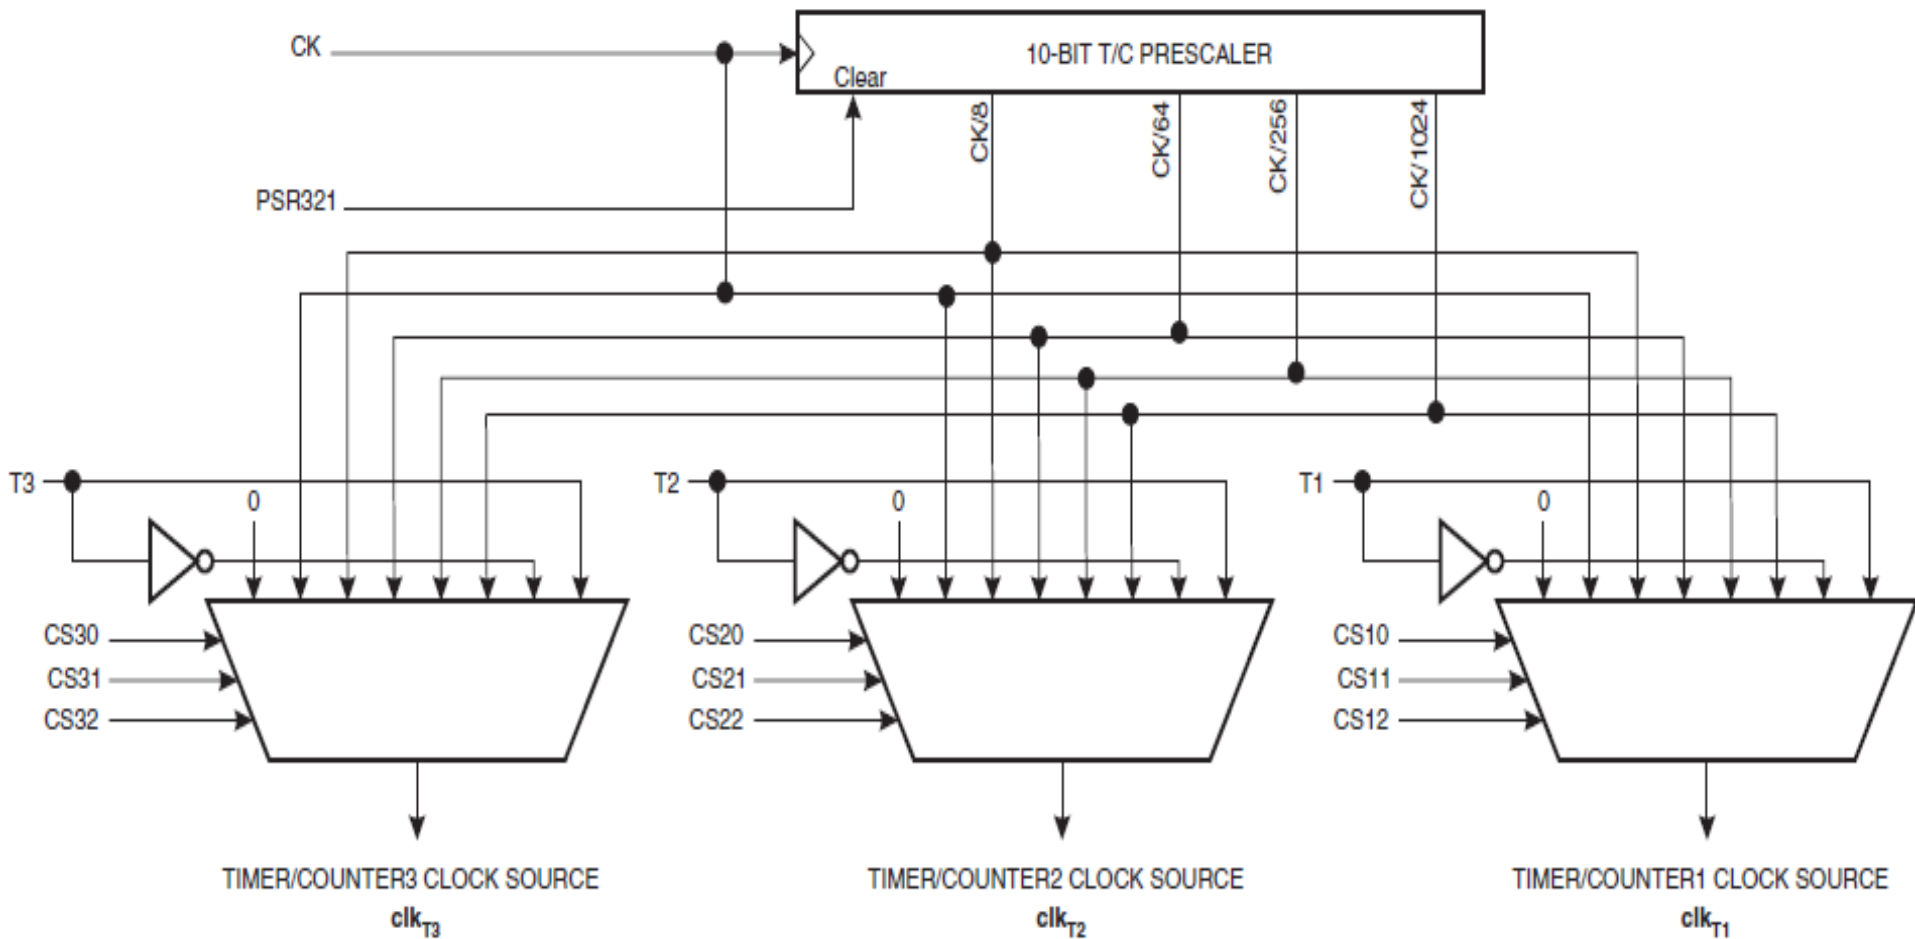 CK
10-BIT T/C PRESCALER
Clear
CK/8
CK/64
CK/256
CK/1024
PSR321
T3
0
T2
0
T1
0
CS30
CS31
CS32
CS20
CS21
CS22
CS10
CS11
CS12
TIMER/COUNTER3 CLOCK SOURCE
clkT3
TIMER/COUNTER2 CLOCK SOURCE
clkT2
TIMER/COUNTER1 CLOCK SOURCE
clkT1